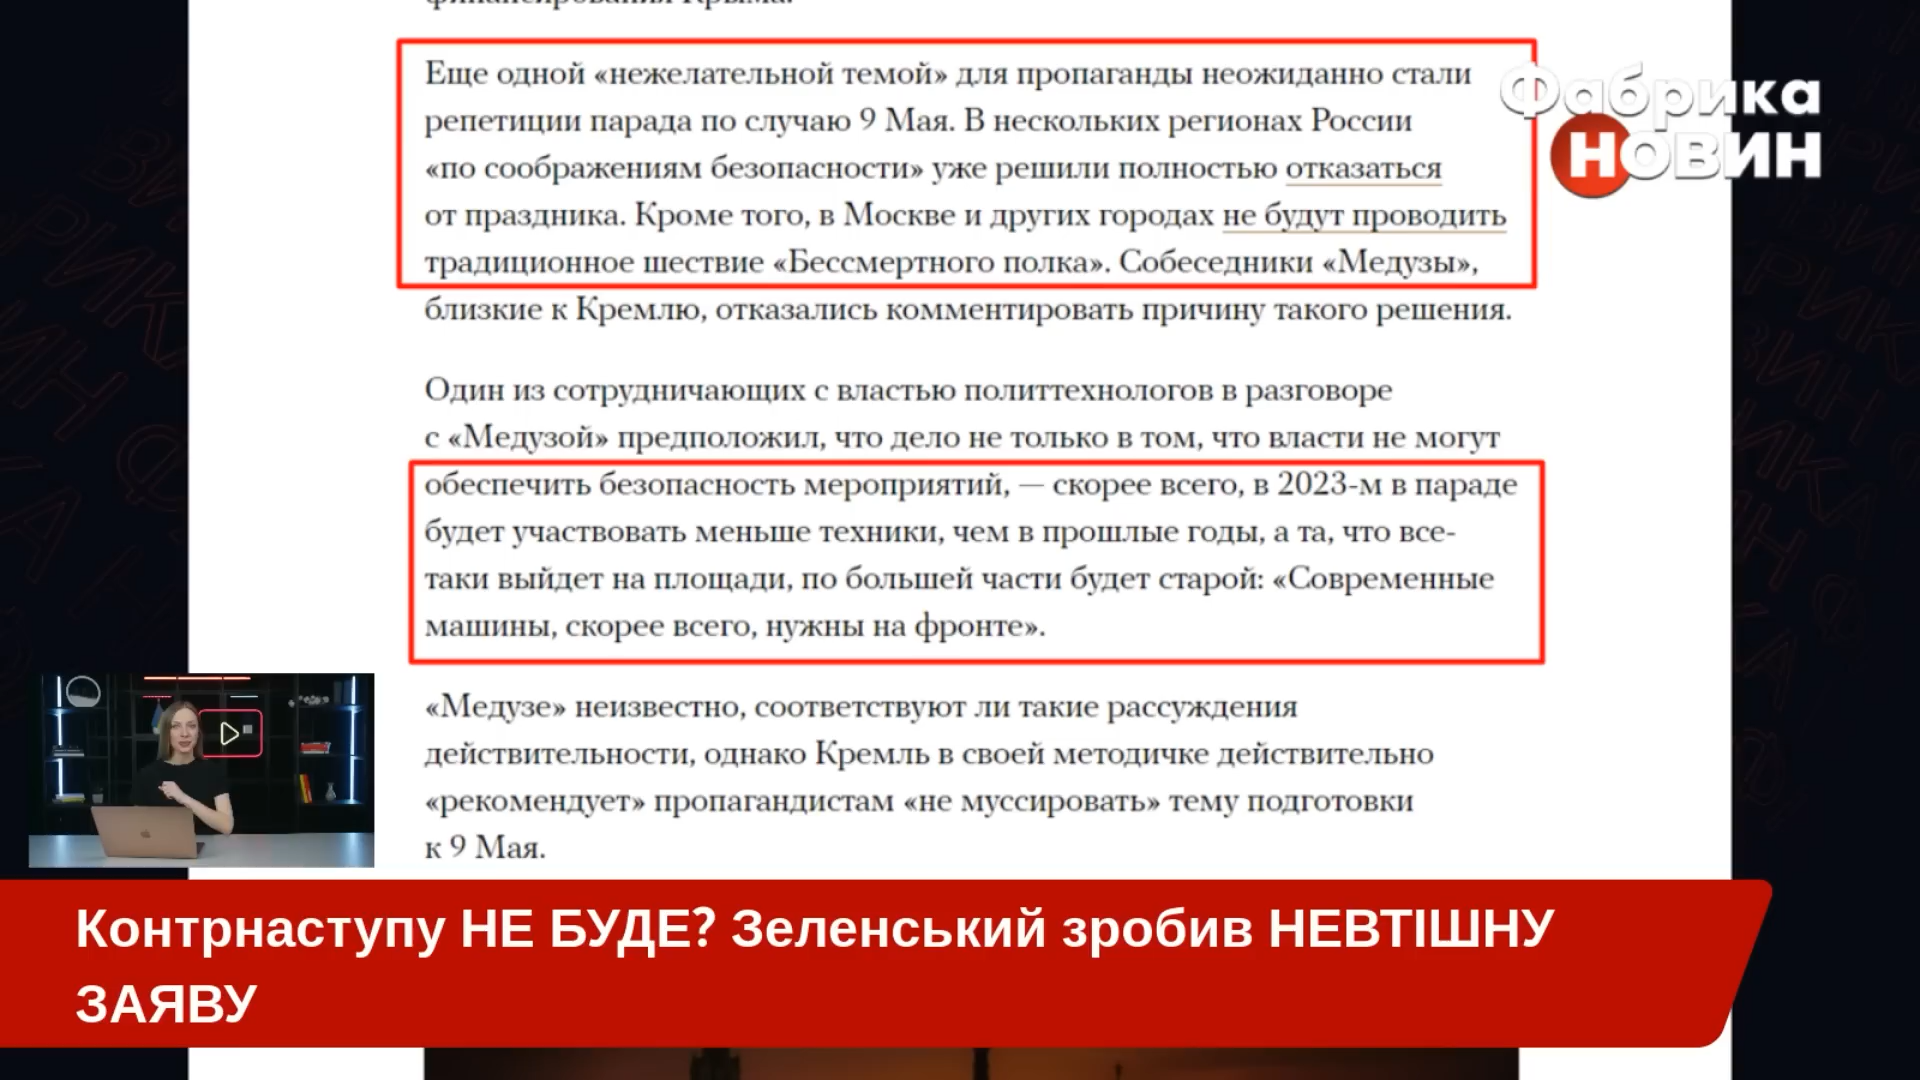 финансирования Крыма.
Еще одной «нежелательной темой» для пропаганды неожиданно стали
репетиции парада по случаю 9 Мая. В нескольких регионах России
«по соображениям безопасности» уже решили полностью отказаться
от праздника. Кроме того, в Москве и других городах не будут проводить
традиционное шествие «Бессмертного полка». Собеседники «Медузы»,
близкие к Кремлю, отказались комментировать причину такого решения.
Один из сотрудничающих с властью политтехнологов в разговоре
с «Медузой» предположил, что дело не только в том, что власти не могут
обеспечить безопасность мероприятий, — скорее всего, в 2023-м в параде
будет участвовать меньше техники, чем в прошлые годы, а та, что все-
таки выйдет на площади, по большей части будет старой: «Современные
машины, скорее всего, нужны на фронте».
«Медузе» неизвестно, соответствуют ли такие рассуждения
действительности, однако Кремль в своей методичке действительно
«рекомендует» пропагандистам «не муссировать» тему подготовки
к 9 Мая.
Фабрика
новин
Контрнаступу НЕ БУДЕ? Зеленський зробив НЕВТІШНУ
ЗАЯВУ